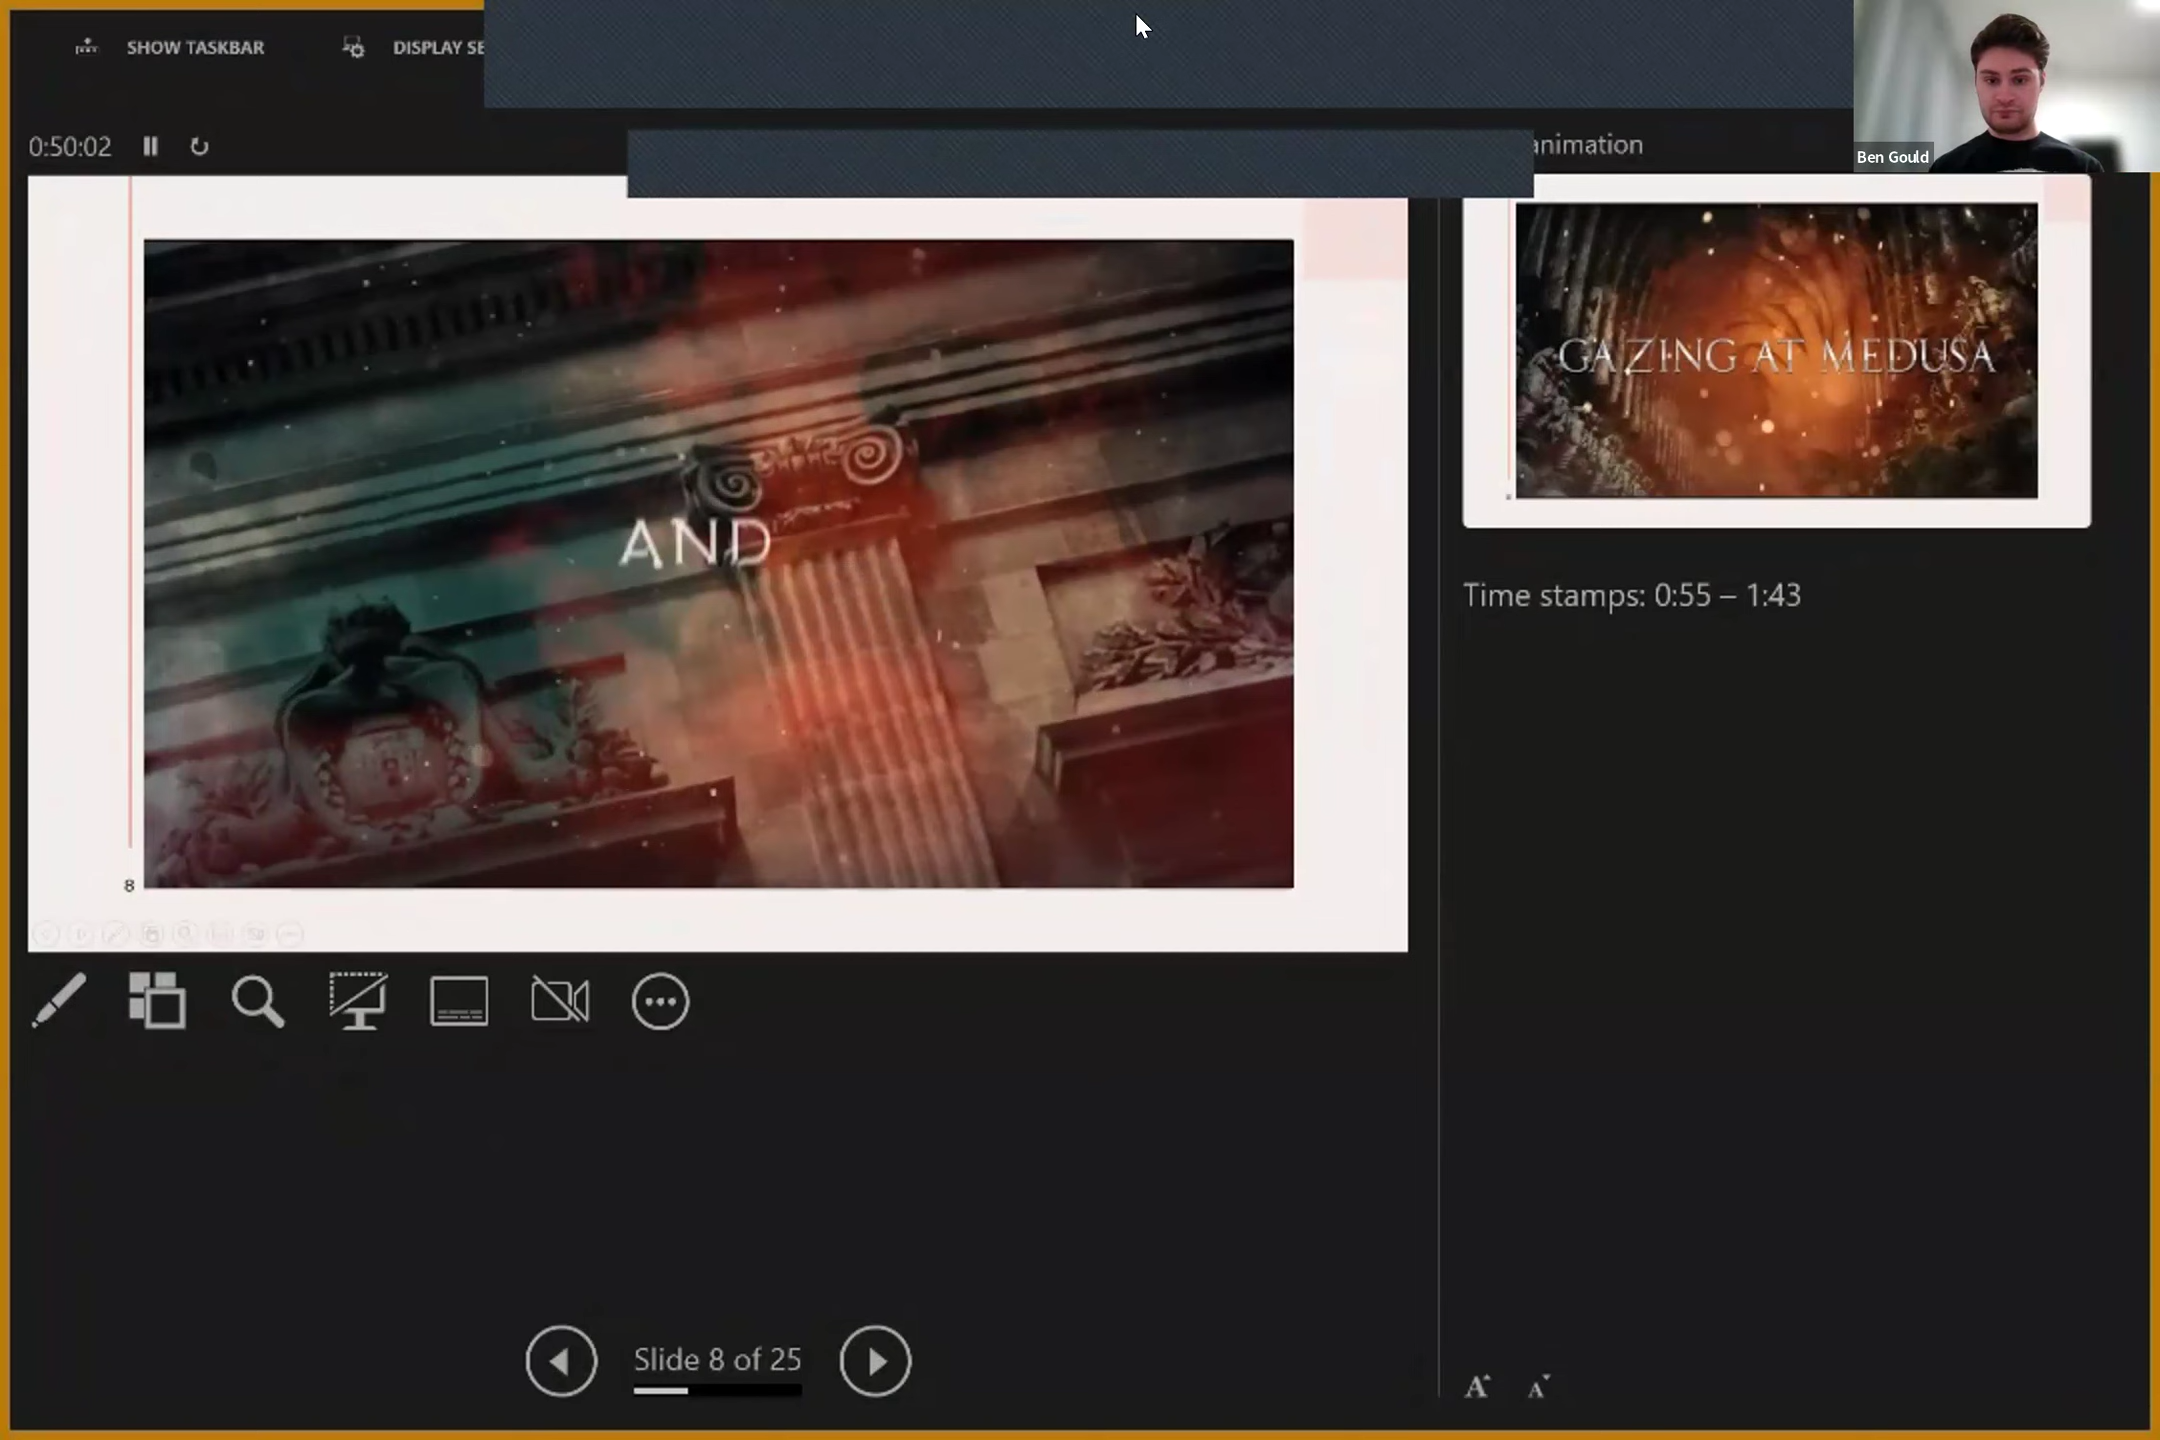 SHOW TASKBAR
DISPLAY SE
0:50:02
animation
Ben Gould
AND
8
GAZING AT MEDUSA
Time stamps: 0:55 – 1:43
Slide 8 of 25
A A